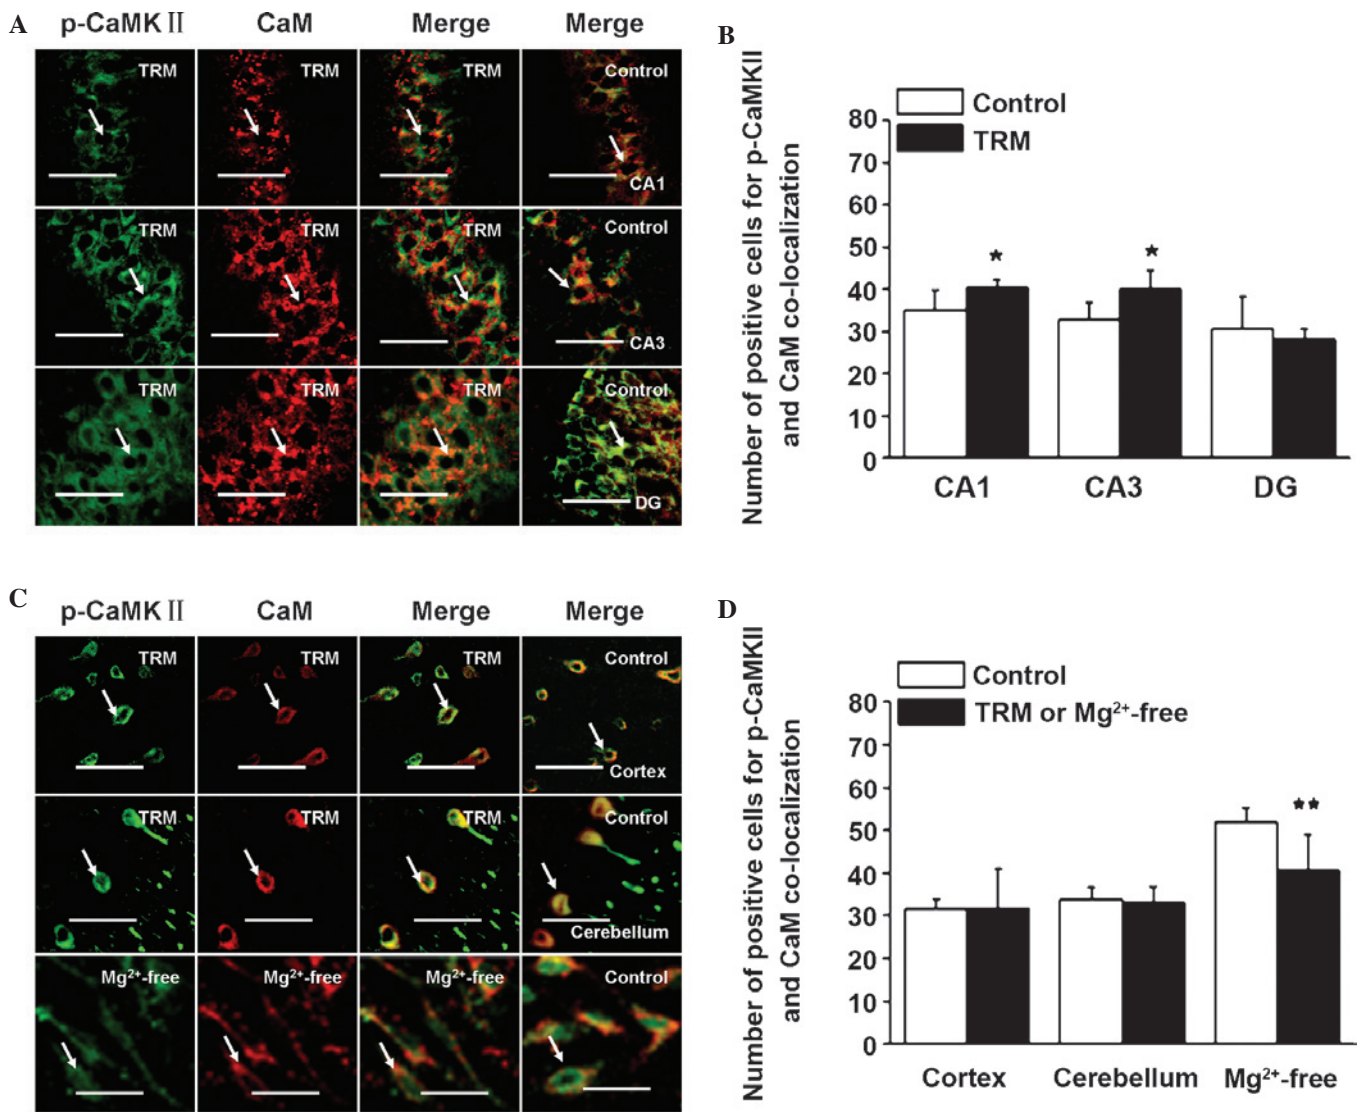 A
p-CaMK Ⅱ CaM Merge Merge
TRM TRM TRM Control
CA1
TRM TRM TRM Control
CA3
TRM TRM TRM Control
DG
B
Number of positive cells for p-CaMKII
and CaM co-localization
Control
TRM
80
70
60
50
40
30
20
10
0
* *
CA1 CA3 DG
C
p-CaMK Ⅱ CaM Merge Merge
TRM TRM TRM Control
Cortex
TRM TRM TRM Control
Cerebellum
Mg²⁺-free Mg²⁺-free Mg²⁺-free Control
D
Number of positive cells for p-CaMKII
and CaM co-localization
Control
TRM or Mg²⁺-free
80
70
60
50
40
30
20
10
0
**
Cortex Cerebellum Mg²⁺-free